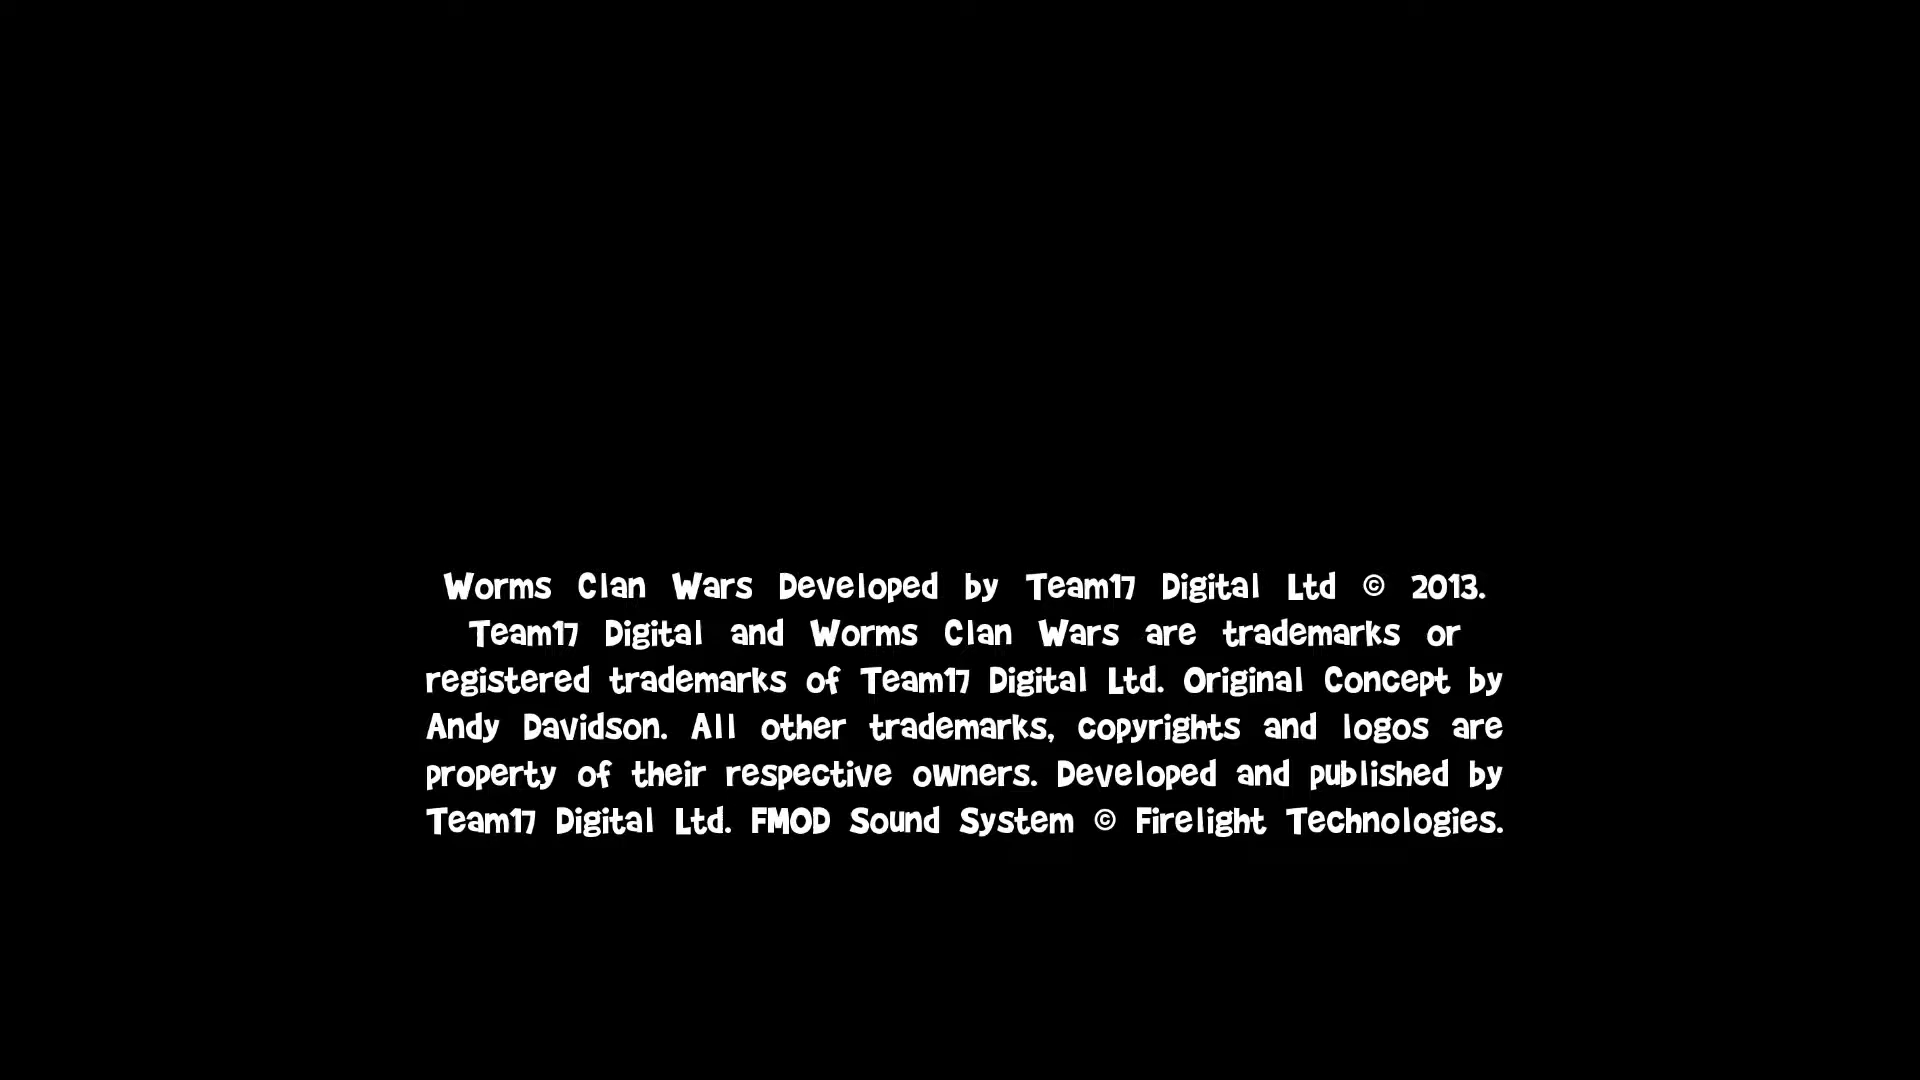 Worms Clan Wars Developed by Team17 Digital Ltd © 2013.
Team17 Digital and Worms Clan Wars are trademarks or
registered trademarks of Team17 Digital Ltd. Original Concept by
Andy Davidson. All other trademarks, copyrights and logos are
property of their respective owners. Developed and published by
Team17 Digital Ltd. FMOD Sound System © Firelight Technologies.